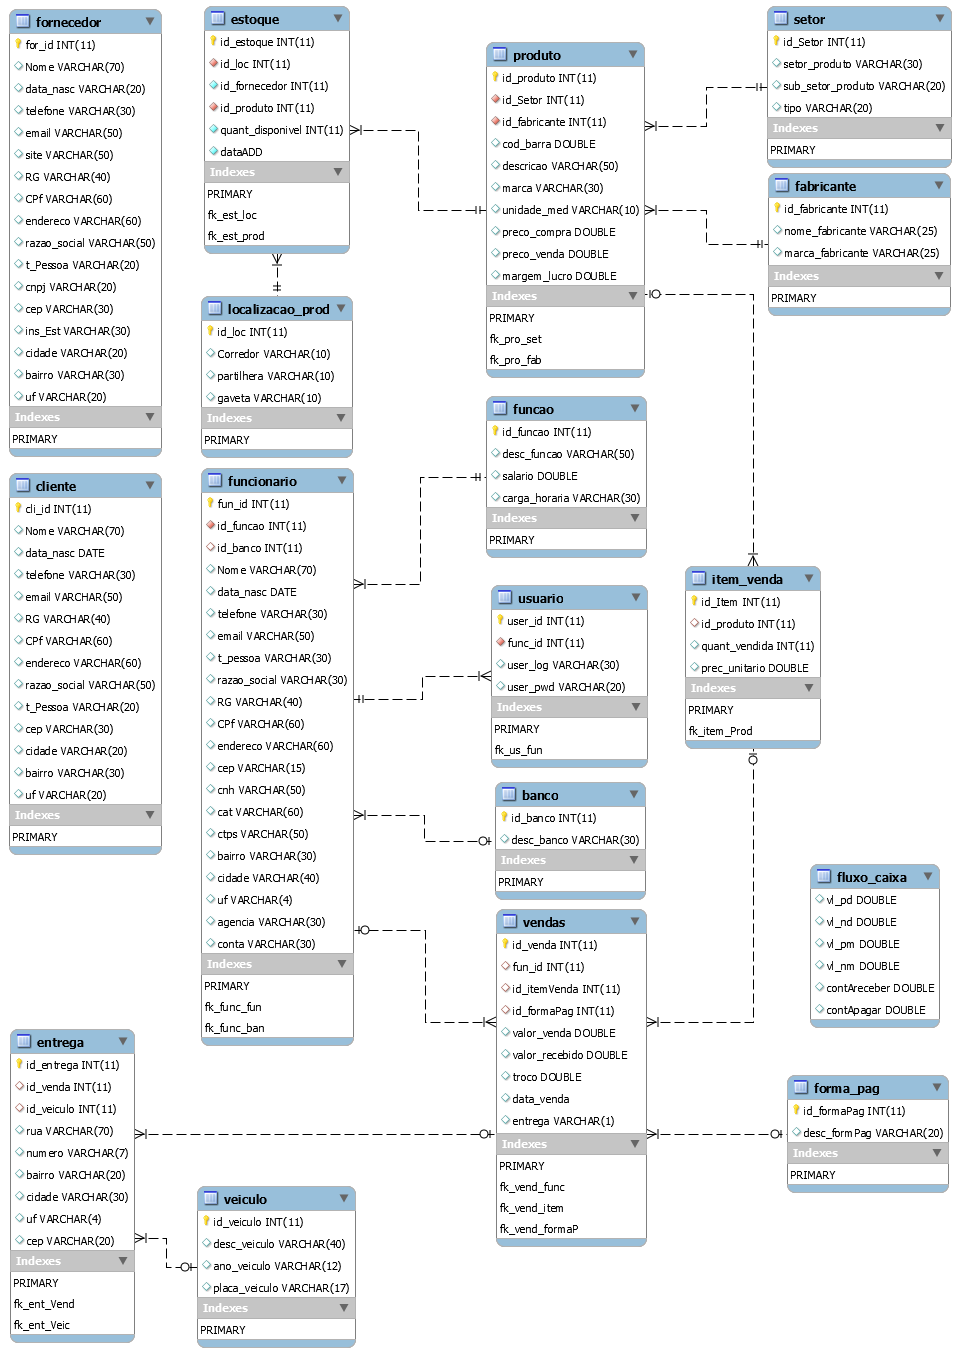 fornecedor
for_id INT(11)
Nome VARCHAR(70)
data_nasc VARCHAR(20)
telefone VARCHAR(30)
email VARCHAR(50)
site VARCHAR(50)
RG VARCHAR(40)
CPf VARCHAR(60)
endereco VARCHAR(60)
razao_social VARCHAR(50)
t_Pessoa VARCHAR(20)
cnpj VARCHAR(20)
cep VARCHAR(30)
ins_Est VARCHAR(30)
cidade VARCHAR(20)
bairro VARCHAR(30)
uf VARCHAR(20)
Indexes
PRIMARY
estoque
id_estoque INT(11)
id_loc INT(11)
id_fornecedor INT(11)
id_produto INT(11)
quant_disponivel INT(11)
dataADD
Indexes
PRIMARY
fk_est_loc
fk_est_prod
produto
id_produto INT(11)
id_Setor INT(11)
id_fabricante INT(11)
cod_barra DOUBLE
descricao VARCHAR(50)
marca VARCHAR(30)
unidade_med VARCHAR(10)
preco_compra DOUBLE
preco_venda DOUBLE
margem_lucro DOUBLE
Indexes
PRIMARY
fk_pro_set
fk_pro_fab
setor
id_Setor INT(11)
setor_produto VARCHAR(30)
sub_setor_produto VARCHAR(20)
tipo VARCHAR(20)
Indexes
PRIMARY
fabricante
id_fabricante INT(11)
nome_fabricante VARCHAR(25)
marca_fabricante VARCHAR(25)
Indexes
PRIMARY
localizacao_prod
id_loc INT(11)
Corredor VARCHAR(10)
partilhera VARCHAR(10)
gaveta VARCHAR(10)
Indexes
PRIMARY
funcao
id_funcao INT(11)
desc_funcao VARCHAR(50)
salario DOUBLE
carga_horaria VARCHAR(30)
Indexes
PRIMARY
cliente
cli_id INT(11)
Nome VARCHAR(70)
data_nasc DATE
telefone VARCHAR(30)
email VARCHAR(50)
RG VARCHAR(40)
CPf VARCHAR(60)
endereco VARCHAR(60)
razao_social VARCHAR(50)
t_Pessoa VARCHAR(20)
cep VARCHAR(30)
cidade VARCHAR(20)
bairro VARCHAR(30)
uf VARCHAR(20)
Indexes
PRIMARY
funcionario
fun_id INT(11)
id_funcao INT(11)
id_banco INT(11)
Nome VARCHAR(70)
data_nasc DATE
telefone VARCHAR(30)
email VARCHAR(50)
t_pessoa VARCHAR(30)
razao_social VARCHAR(30)
RG VARCHAR(40)
CPf VARCHAR(60)
endereco VARCHAR(60)
cep VARCHAR(15)
cnh VARCHAR(50)
cat VARCHAR(60)
ctps VARCHAR(50)
bairro VARCHAR(30)
cidade VARCHAR(40)
uf VARCHAR(4)
agencia VARCHAR(30)
conta VARCHAR(30)
Indexes
PRIMARY
fk_func_fun
fk_func_ban
usuario
user_id INT(11)
func_id INT(11)
user_log VARCHAR(30)
user_pwd VARCHAR(20)
Indexes
PRIMARY
fk_us_fun
item_venda
id_Item INT(11)
id_produto INT(11)
quant_vendida INT(11)
prec_unitario DOUBLE
Indexes
PRIMARY
fk_item_Prod
banco
id_banco INT(11)
desc_banco VARCHAR(30)
Indexes
PRIMARY
vendas
id_venda INT(11)
fun_id INT(11)
id_itemVenda INT(11)
id_formaPag INT(11)
valor_venda DOUBLE
valor_recebido DOUBLE
troco DOUBLE
data_venda
entrega VARCHAR(1)
Indexes
PRIMARY
fk_vend_func
fk_vend_item
fk_vend_formaP
fluxo_caixa
vl_pd DOUBLE
vl_nd DOUBLE
vl_pm DOUBLE
vl_nm DOUBLE
contAreceber DOUBLE
contApagar DOUBLE
entrega
id_entrega INT(11)
id_venda INT(11)
id_veiculo INT(11)
rua VARCHAR(70)
numero VARCHAR(7)
bairro VARCHAR(20)
cidade VARCHAR(30)
uf VARCHAR(4)
cep VARCHAR(20)
Indexes
PRIMARY
fk_ent_Vend
fk_ent_Veic
veiculo
id_veiculo INT(11)
desc_veiculo VARCHAR(40)
ano_veiculo VARCHAR(12)
placa_veiculo VARCHAR(17)
Indexes
PRIMARY
forma_pag
id_formaPag INT(11)
desc_formPag VARCHAR(20)
Indexes
PRIMARY